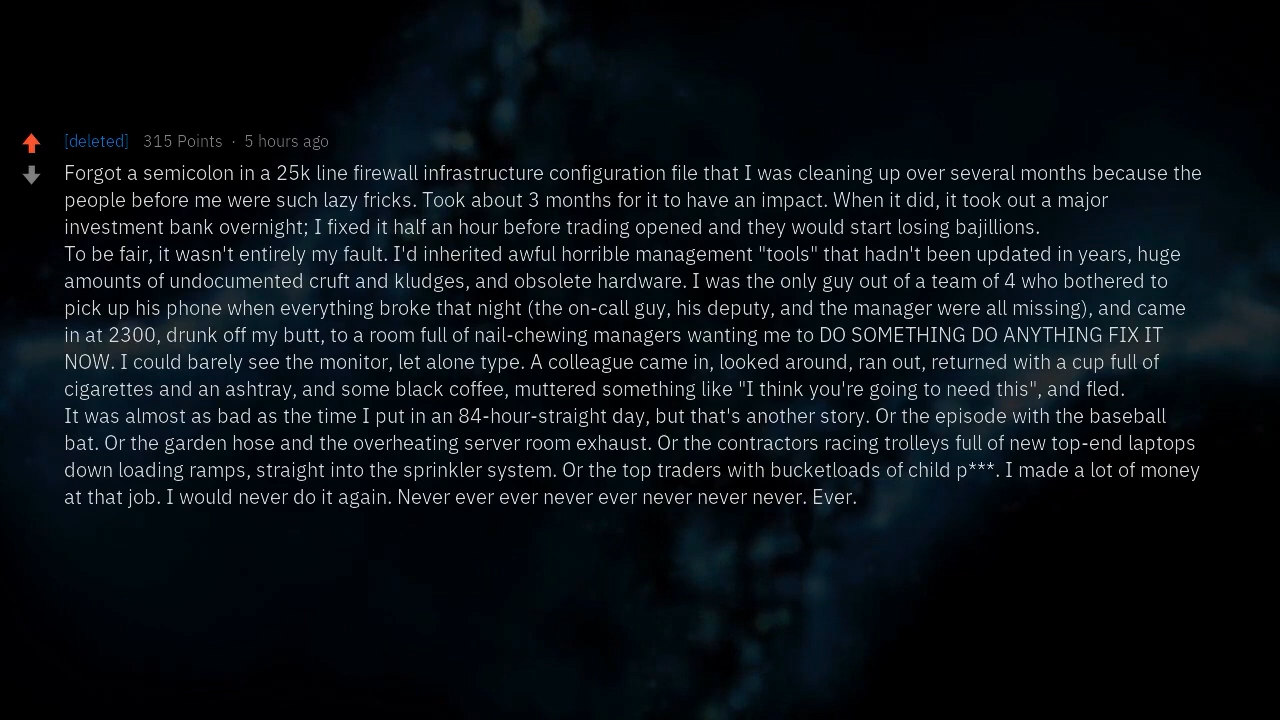 [deleted] 315 Points · 5 hours ago
Forgot a semicolon in a 25k line firewall infrastructure configuration file that I was cleaning up over several months because the
people before me were such lazy fricks. Took about 3 months for it to have an impact. When it did, it took out a major
investment bank overnight; I fixed it half an hour before trading opened and they would start losing bajillions.
To be fair, it wasn't entirely my fault. I'd inherited awful horrible management "tools" that hadn't been updated in years, huge
amounts of undocumented cruft and kludges, and obsolete hardware. I was the only guy out of a team of 4 who bothered to
pick up his phone when everything broke that night (the on-call guy, his deputy, and the manager were all missing), and came
in at 2300, drunk off my butt, to a room full of nail-chewing managers wanting me to DO SOMETHING DO ANYTHING FIX IT
NOW. I could barely see the monitor, let alone type. A colleague came in, looked around, ran out, returned with a cup full of
cigarettes and an ashtray, and some black coffee, muttered something like "I think you're going to need this", and fled.
It was almost as bad as the time I put in an 84-hour-straight day, but that's another story. Or the episode with the baseball
bat. Or the garden hose and the overheating server room exhaust. Or the contractors racing trolleys full of new top-end laptops
down loading ramps, straight into the sprinkler system. Or the top traders with bucketloads of child p***. I made a lot of money
at that job. I would never do it again. Never ever ever never ever never never never. Ever.